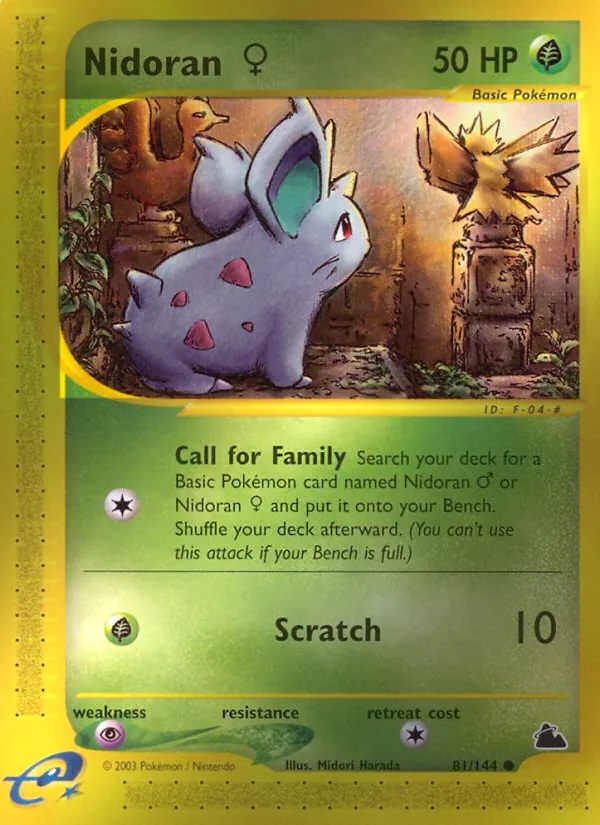 Nidoran ♀ 50 HP
Basic Pokémon
ID: F-04-#
Call for Family Search your deck for a
Basic Pokémon card named Nidoran ♂ or
Nidoran ♀ and put it onto your Bench.
Shuffle your deck afterward. (You can't use
this attack if your Bench is full.)
Scratch 10
weakness resistance retreat cost
© 2003 Pokémon / Nintendo Illus. Midori Harada 81/144
e